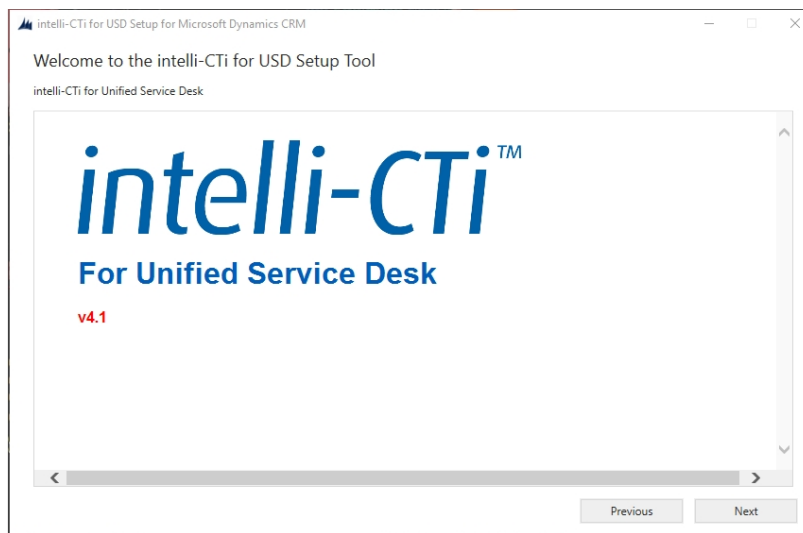 intelli-CTi for USD Setup for Microsoft Dynamics CRM
Welcome to the intelli-CTi for USD Setup Tool
intelli-CTi for Unified Service Desk
intelli-CTi™
For Unified Service Desk
v4.1
Previous
Next